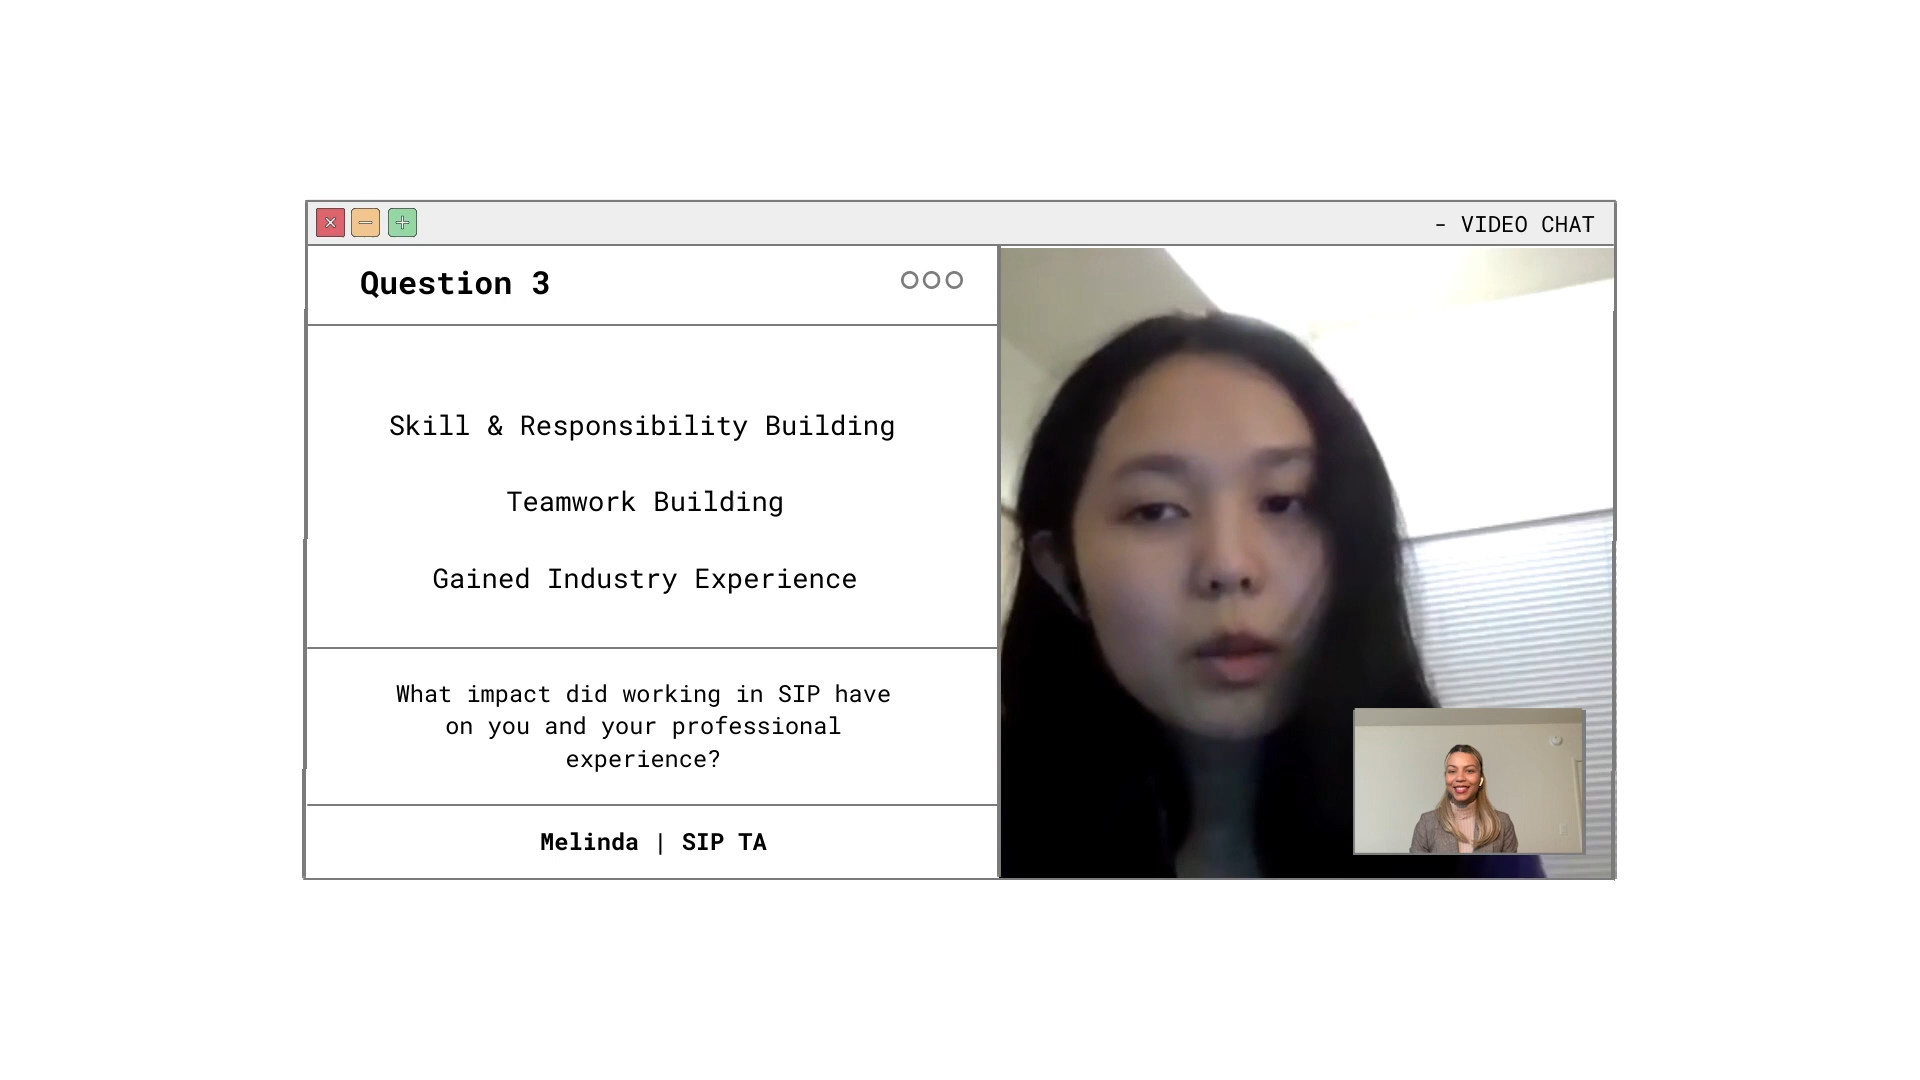 - VIDEO CHAT
Question 3
Skill & Responsibility Building
Teamwork Building
Gained Industry Experience
What impact did working in SIP have
on you and your professional
experience?
Melinda | SIP TA